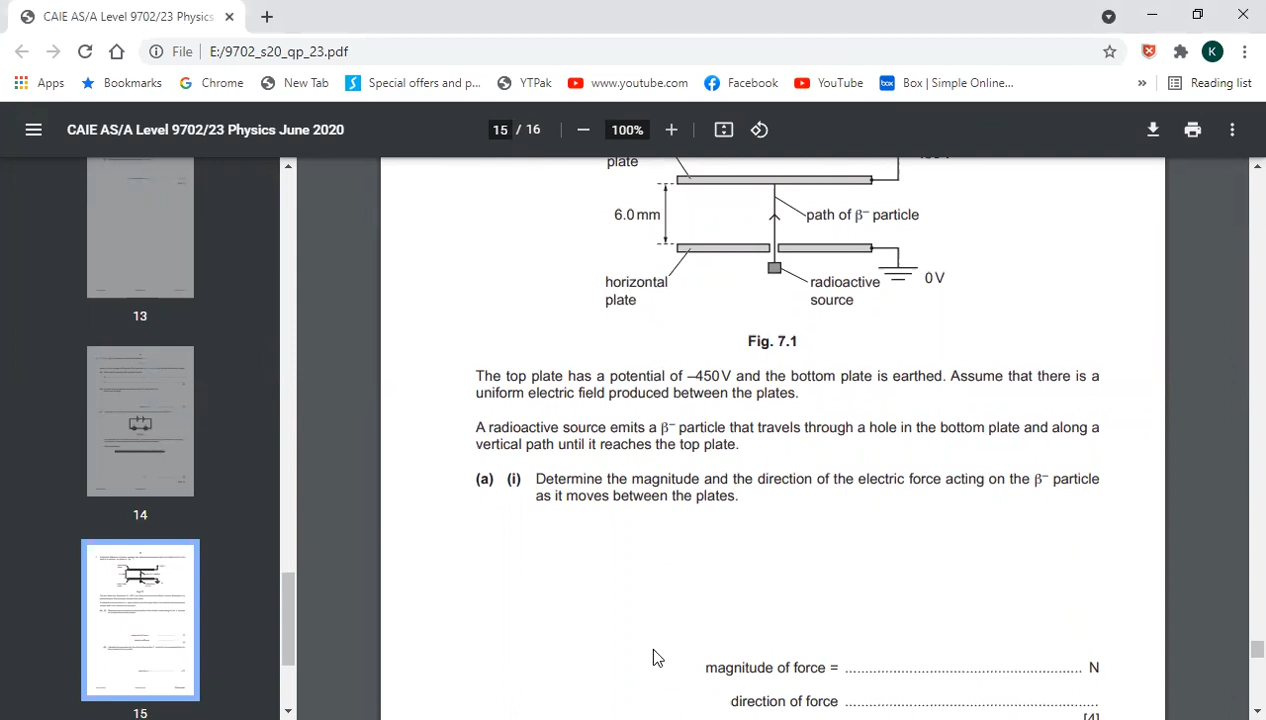 CAIE AS/A Level 9702/23 Physics
File E:/9702_s20_qp_23.pdf
K
Apps Bookmarks Chrome New Tab Special offers and p... YTPak www.youtube.com Facebook YouTube Box | Simple Online... » Reading list
CAIE AS/A Level 9702/23 Physics June 2020 15 / 16 100%
13
14
15
plate
6.0 mm
path of β⁻ particle
horizontal
plate
radioactive
source
0 V
Fig. 7.1
The top plate has a potential of –450 V and the bottom plate is earthed. Assume that there is a
uniform electric field produced between the plates.
A radioactive source emits a β⁻ particle that travels through a hole in the bottom plate and along a
vertical path until it reaches the top plate.
(a) (i) Determine the magnitude and the direction of the electric force acting on the β⁻ particle
as it moves between the plates.
magnitude of force = ........................................................... N
direction of force ................................................................
[4]